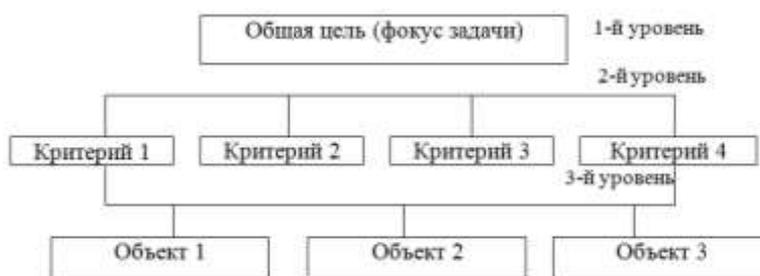 Общая цель (фокус задачи)
1-й уровень
2-й уровень
Критерий 1
Критерий 2
Критерий 3
Критерий 4
3-й уровень
Объект 1
Объект 2
Объект 3